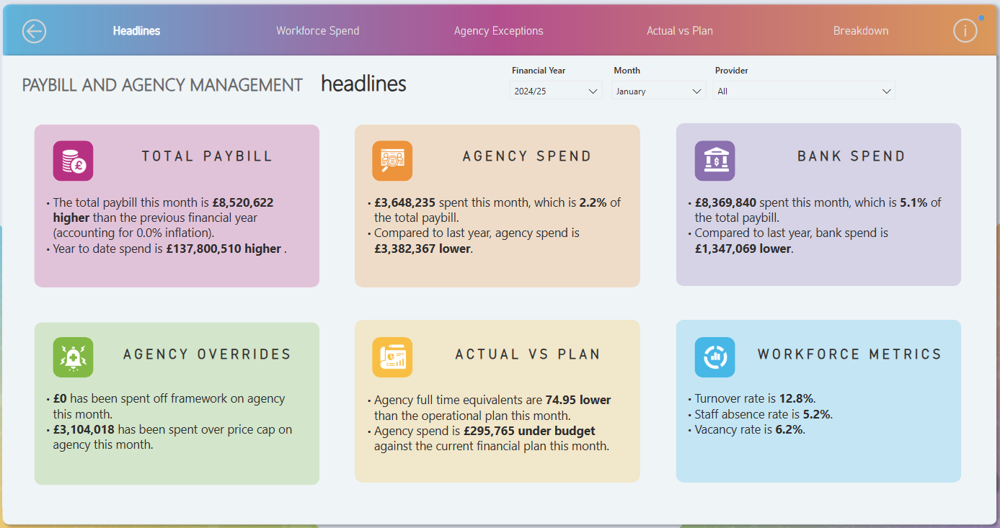 Headlines
Workforce Spend
Agency Exceptions
Actual vs Plan
Breakdown
i
PAYBILL AND AGENCY MANAGEMENT headlines
Financial Year
Month
Provider
2024/25
January
All
TOTAL PAYBILL
• The total paybill this month is £8,520,622
higher than the previous financial year
(accounting for 0.0% inflation).
• Year to date spend is £137,800,510 higher .
AGENCY SPEND
• £3,648,235 spent this month, which is 2.2% of
the total paybill.
• Compared to last year, agency spend is
£3,382,367 lower.
BANK SPEND
• £8,369,840 spent this month, which is 5.1% of
the total paybill.
• Compared to last year, bank spend is
£1,347,069 lower.
AGENCY OVERRIDES
• £0 has been spent off framework on agency
this month.
• £3,104,018 has been spent over price cap on
agency this month.
ACTUAL VS PLAN
• Agency full time equivalents are 74.95 lower
than the operational plan this month.
• Agency spend is £295,765 under budget
against the current financial plan this month.
WORKFORCE METRICS
• Turnover rate is 12.8%.
• Staff absence rate is 5.2%.
• Vacancy rate is 6.2%.